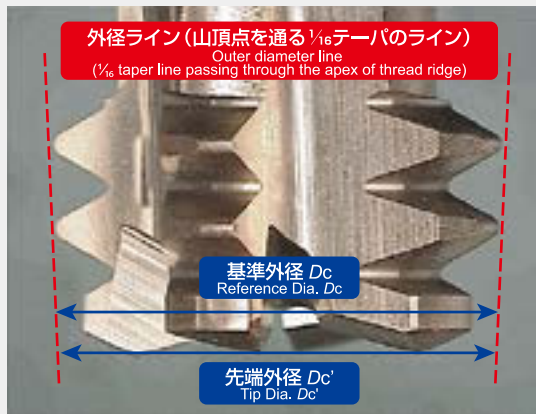 外径ライン（山頂点を通る1⁄16テーパのライン）
Outer diameter line
(1⁄16 taper line passing through the apex of thread ridge)
基準外径 Dc
Reference Dia. Dc
先端外径 Dc'
Tip Dia. Dc'